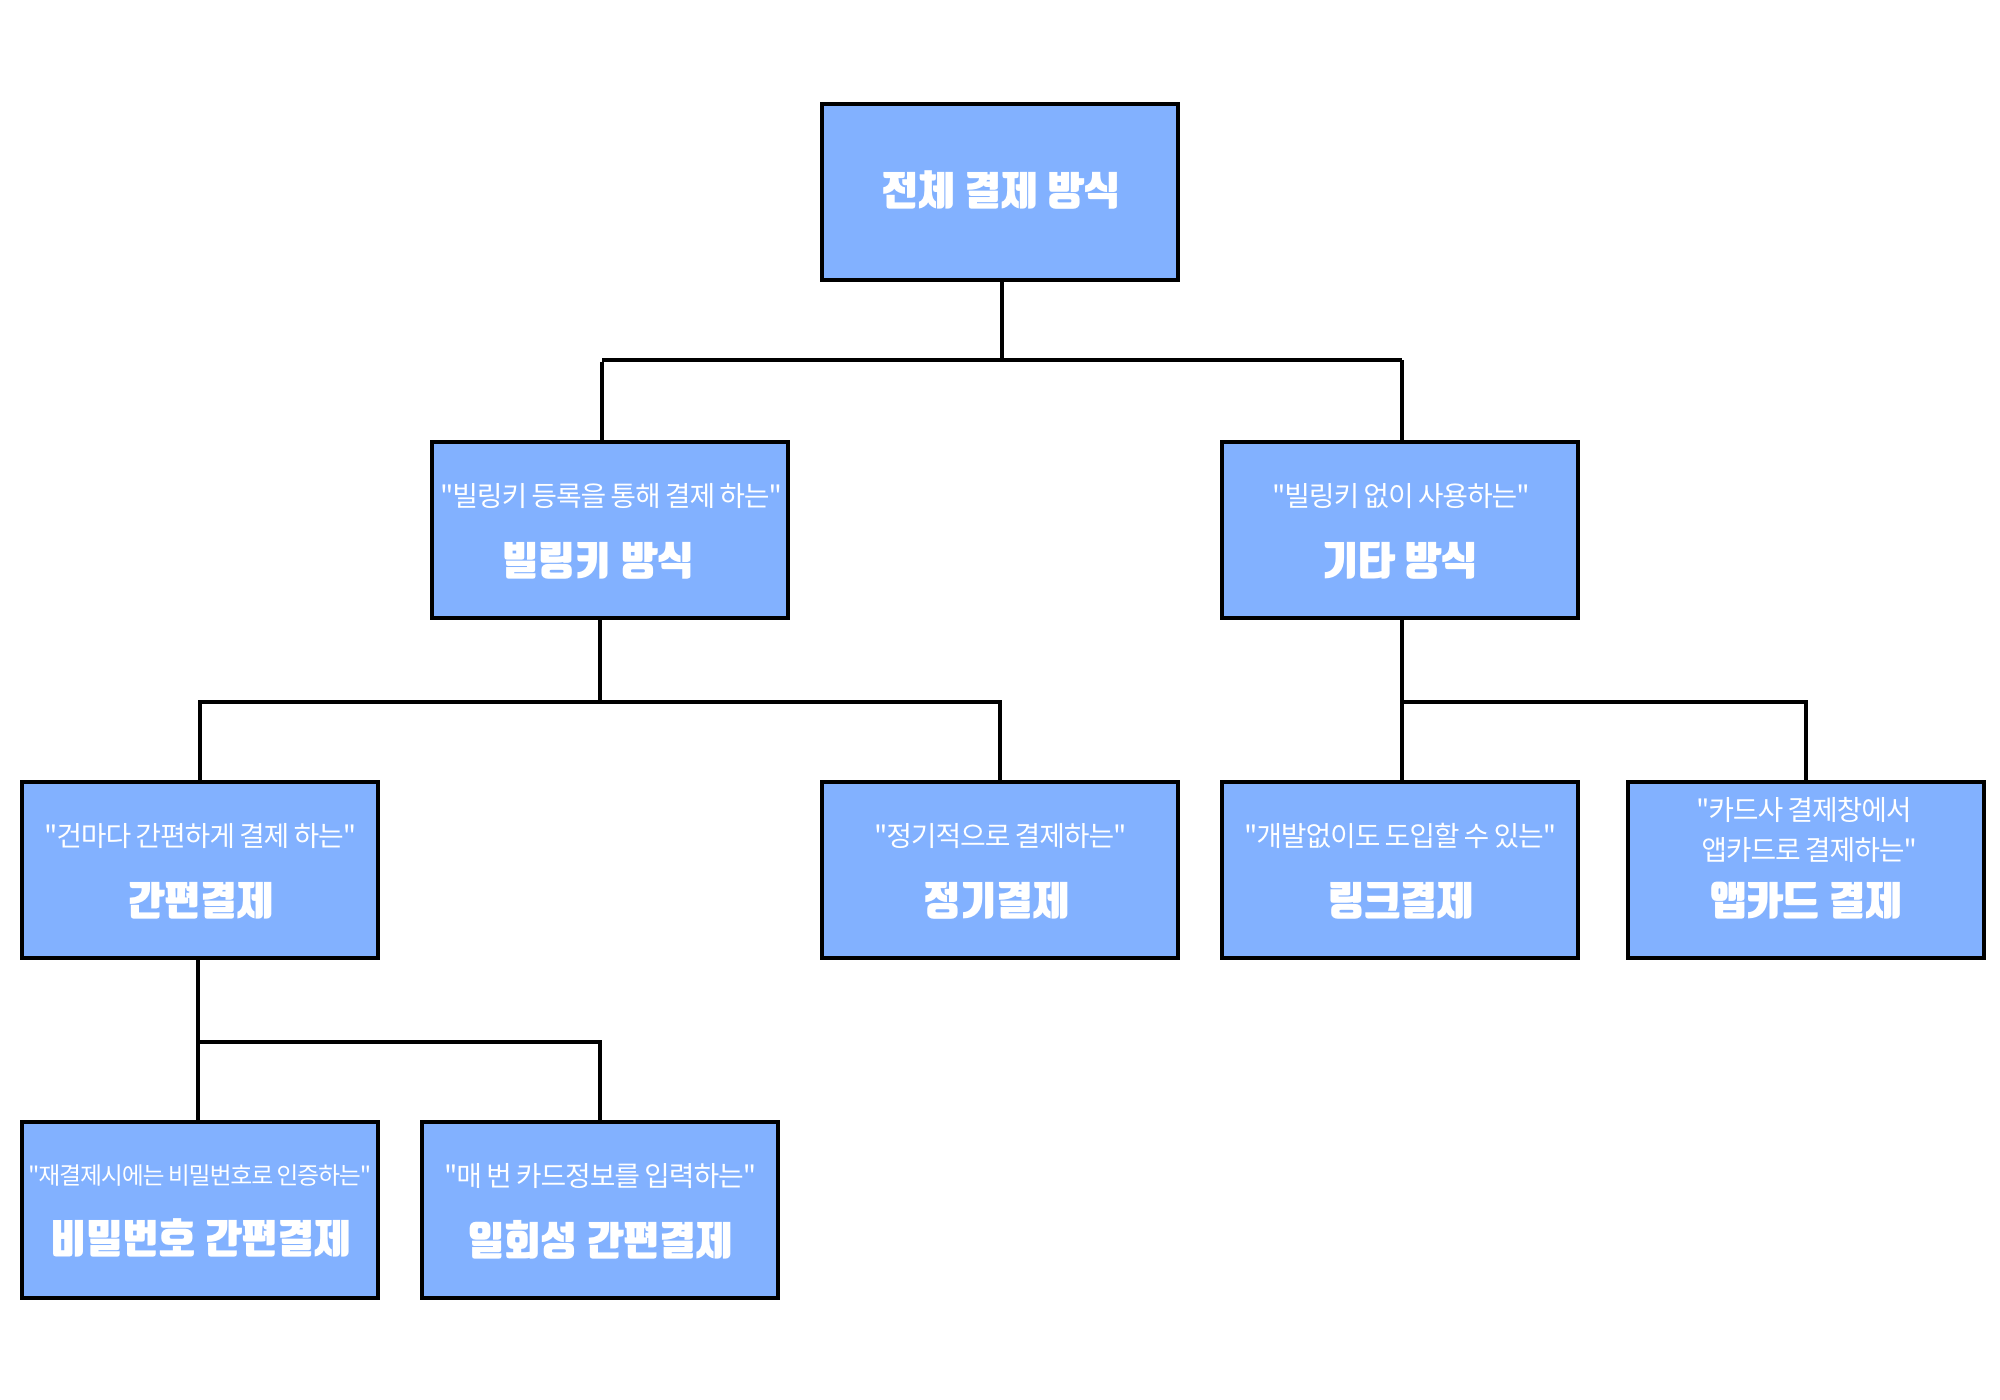 전체 결제 방식
"빌링키 등록을 통해 결제 하는"
빌링키 방식
"빌링키 없이 사용하는"
기타 방식
"건마다 간편하게 결제 하는"
간편결제
"정기적으로 결제하는"
정기결제
"개발없이도 도입할 수 있는"
링크결제
"카드사 결제창에서
앱카드로 결제하는"
앱카드 결제
"재결제시에는 비밀번호로 인증하는"
비밀번호 간편결제
"매 번 카드정보를 입력하는"
일회성 간편결제